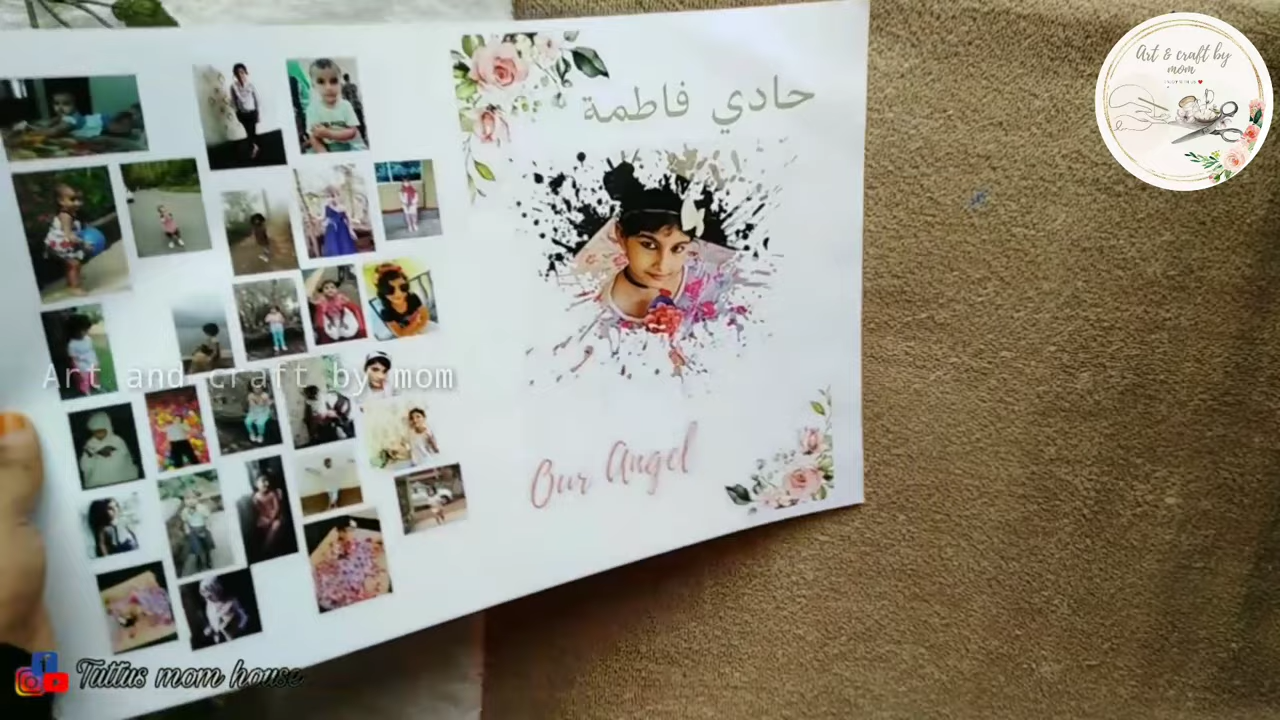 Art & craft by
mom
حادي فاطمة
Art and craft by mom
Our Angel
Tuttus mom house